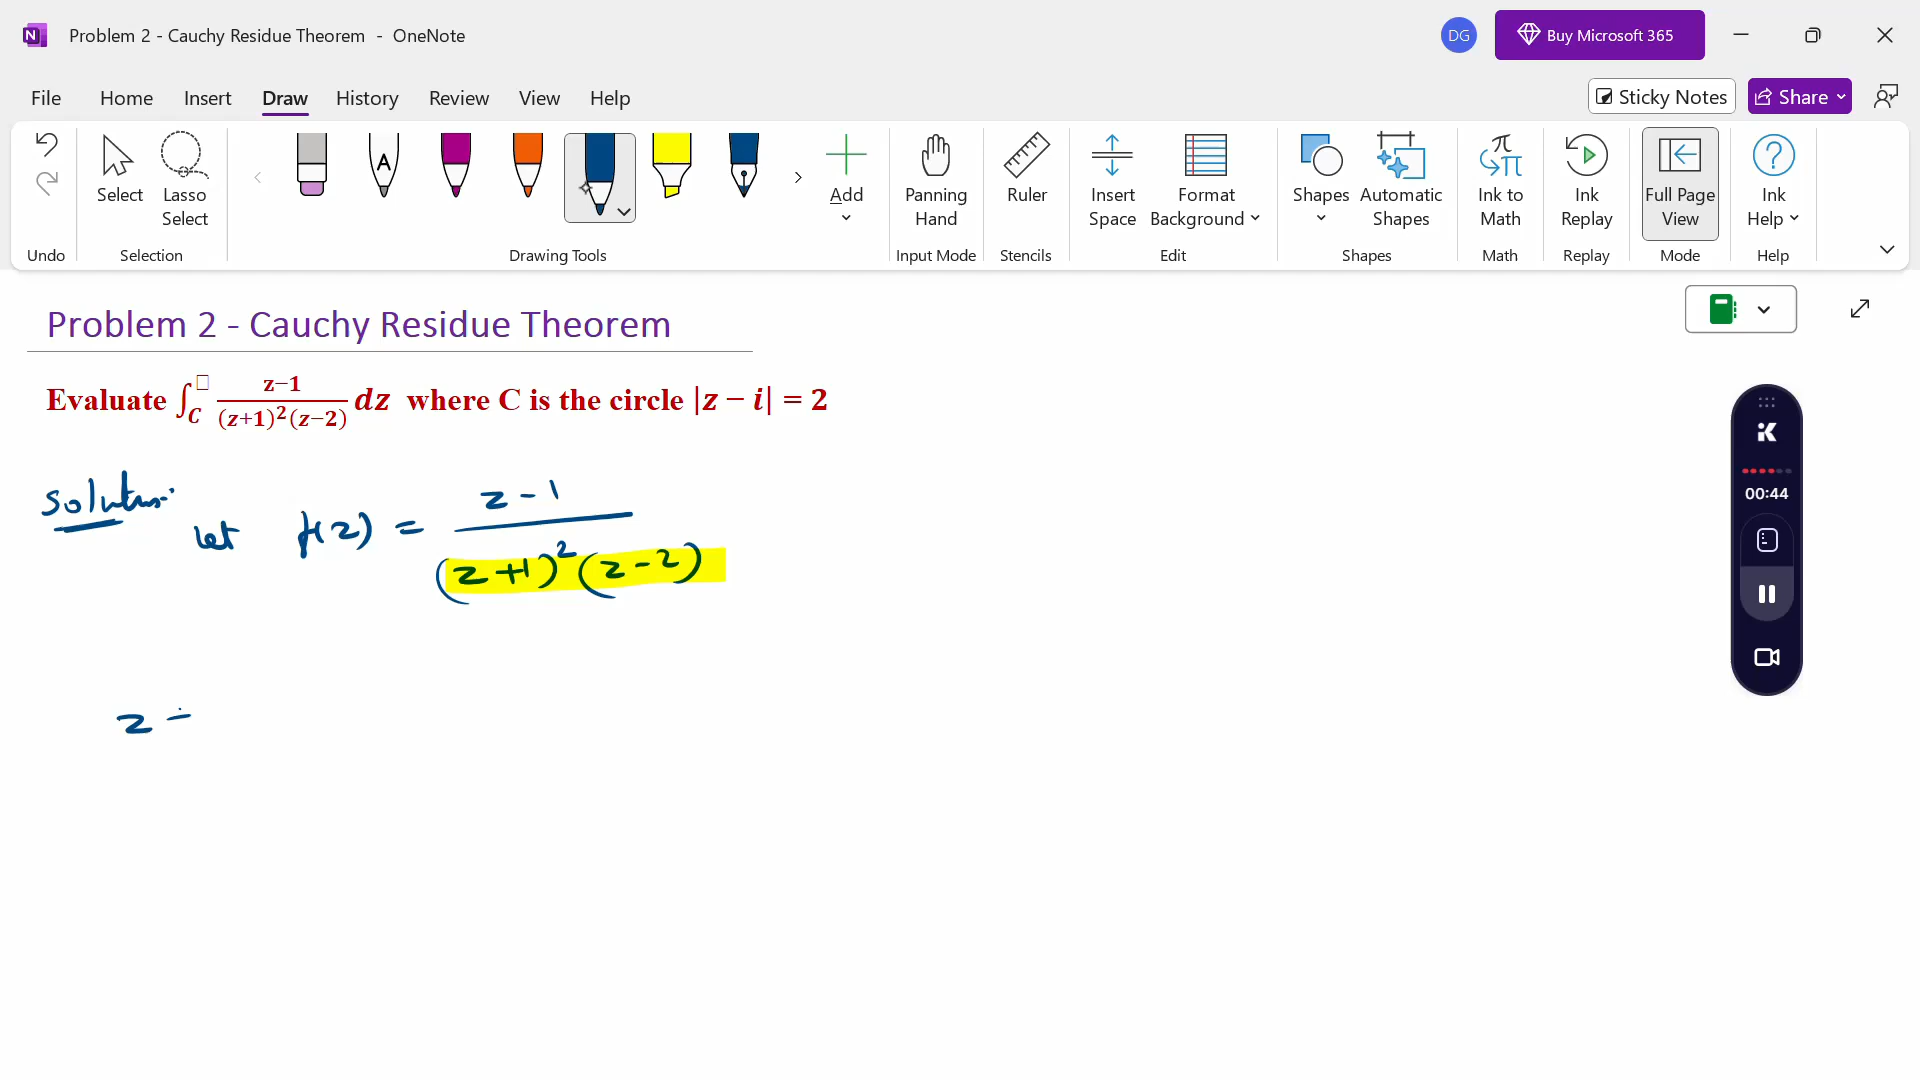 Problem 2 - Cauchy Residue Theorem - OneNote
DG
Buy Microsoft 365
File Home Insert Draw History Review View Help
Sticky Notes
Share
A
Select
Lasso Select
Add
Panning Hand
Ruler
Insert Space
Format Background
Shapes
Automatic Shapes
Ink to Math
Ink Replay
Full Page View
Ink Help
Undo Selection Drawing Tools Input Mode Stencils Edit Shapes Math Replay Mode Help
Problem 2 - Cauchy Residue Theorem
Evaluate ∫_C^□ (z−1)/((z+1)²(z−2)) dz where C is the circle |z − i| = 2
00:44
Solution:
let f(z) = (z-1)/((z+1)²(z-2))
z =